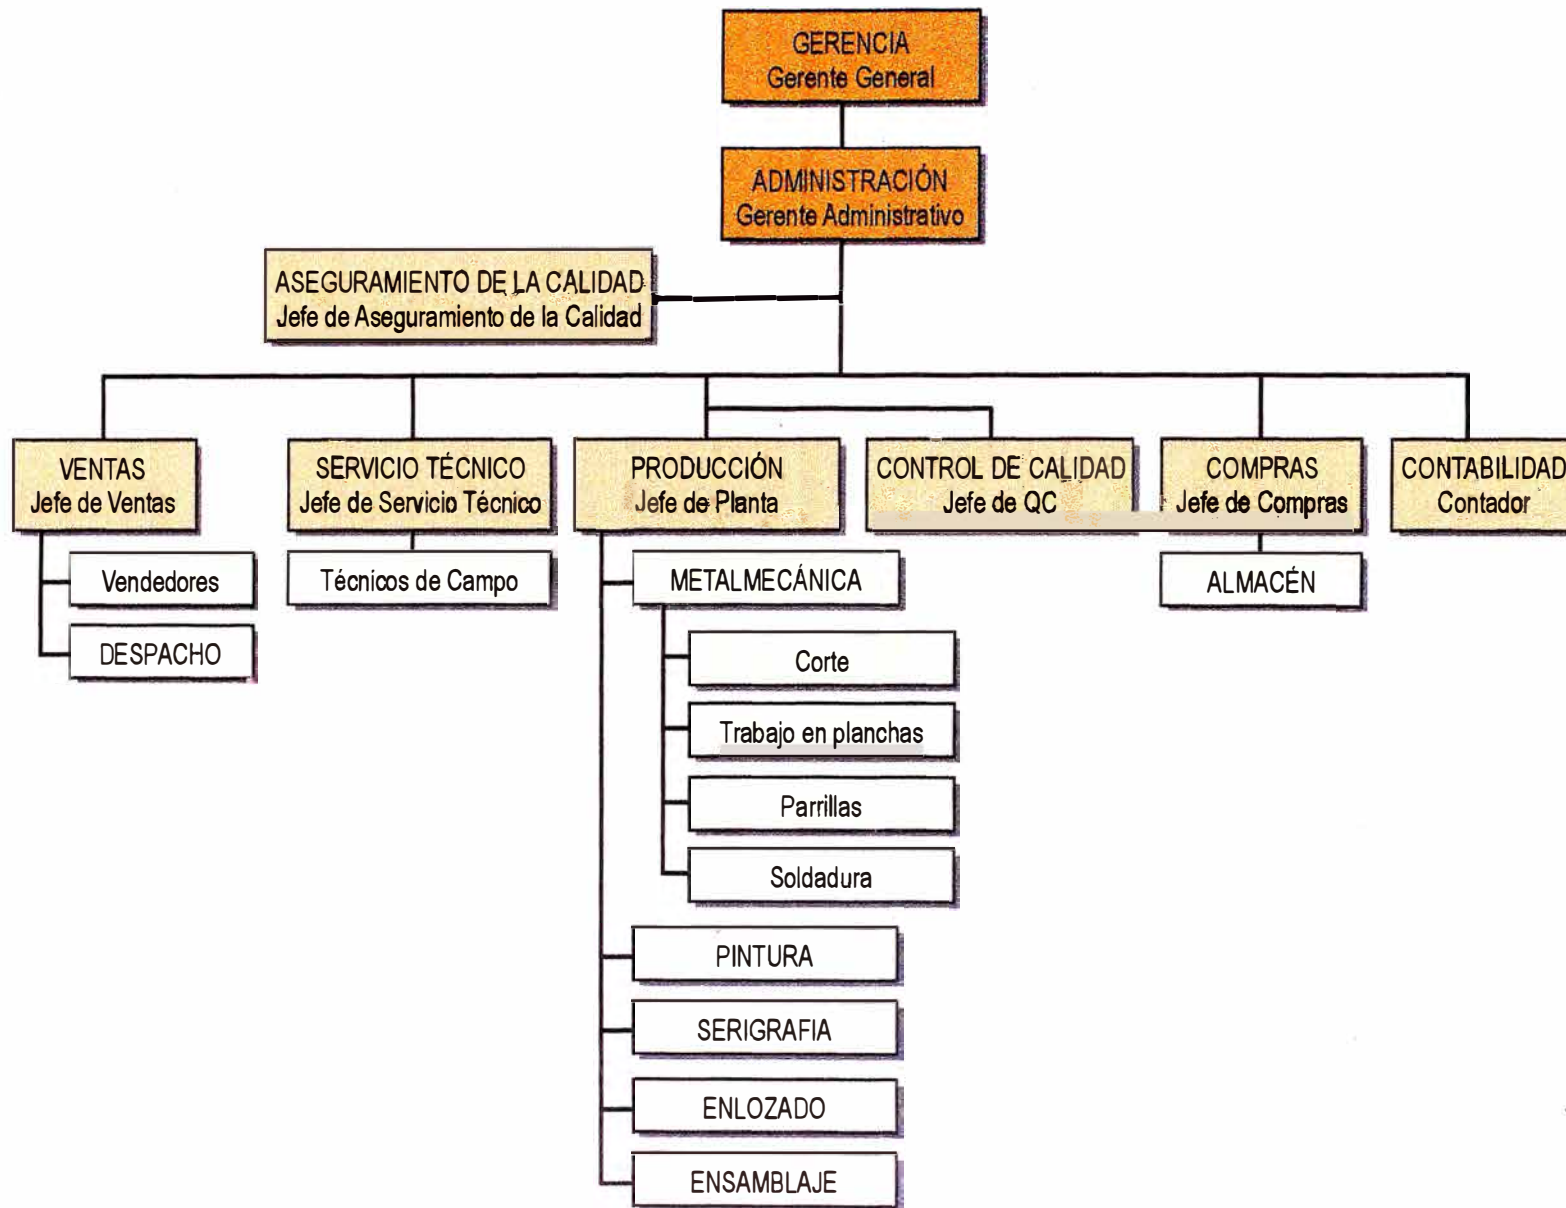 GERENCIA
Gerente General
ADMINISTRACIÓN
Gerente Administrativo
ASEGURAMIENTO DE LA CALIDAD
Jefe de Aseguramiento de la Calidad
VENTAS
Jefe de Ventas
SERVICIO TÉCNICO
Jefe de Servicio Técnico
PRODUCCIÓN
Jefe de Planta
CONTROL DE CALIDAD
Jefe de QC
COMPRAS
Jefe de Compras
CONTABILIDAD
Contador
Vendedores
DESPACHO
Técnicos de Campo
METALMECÁNICA
Corte
Trabajo en planchas
Parrillas
Soldadura
PINTURA
SERIGRAFIA
ENLOZADO
ENSAMBLAJE
ALMACÉN